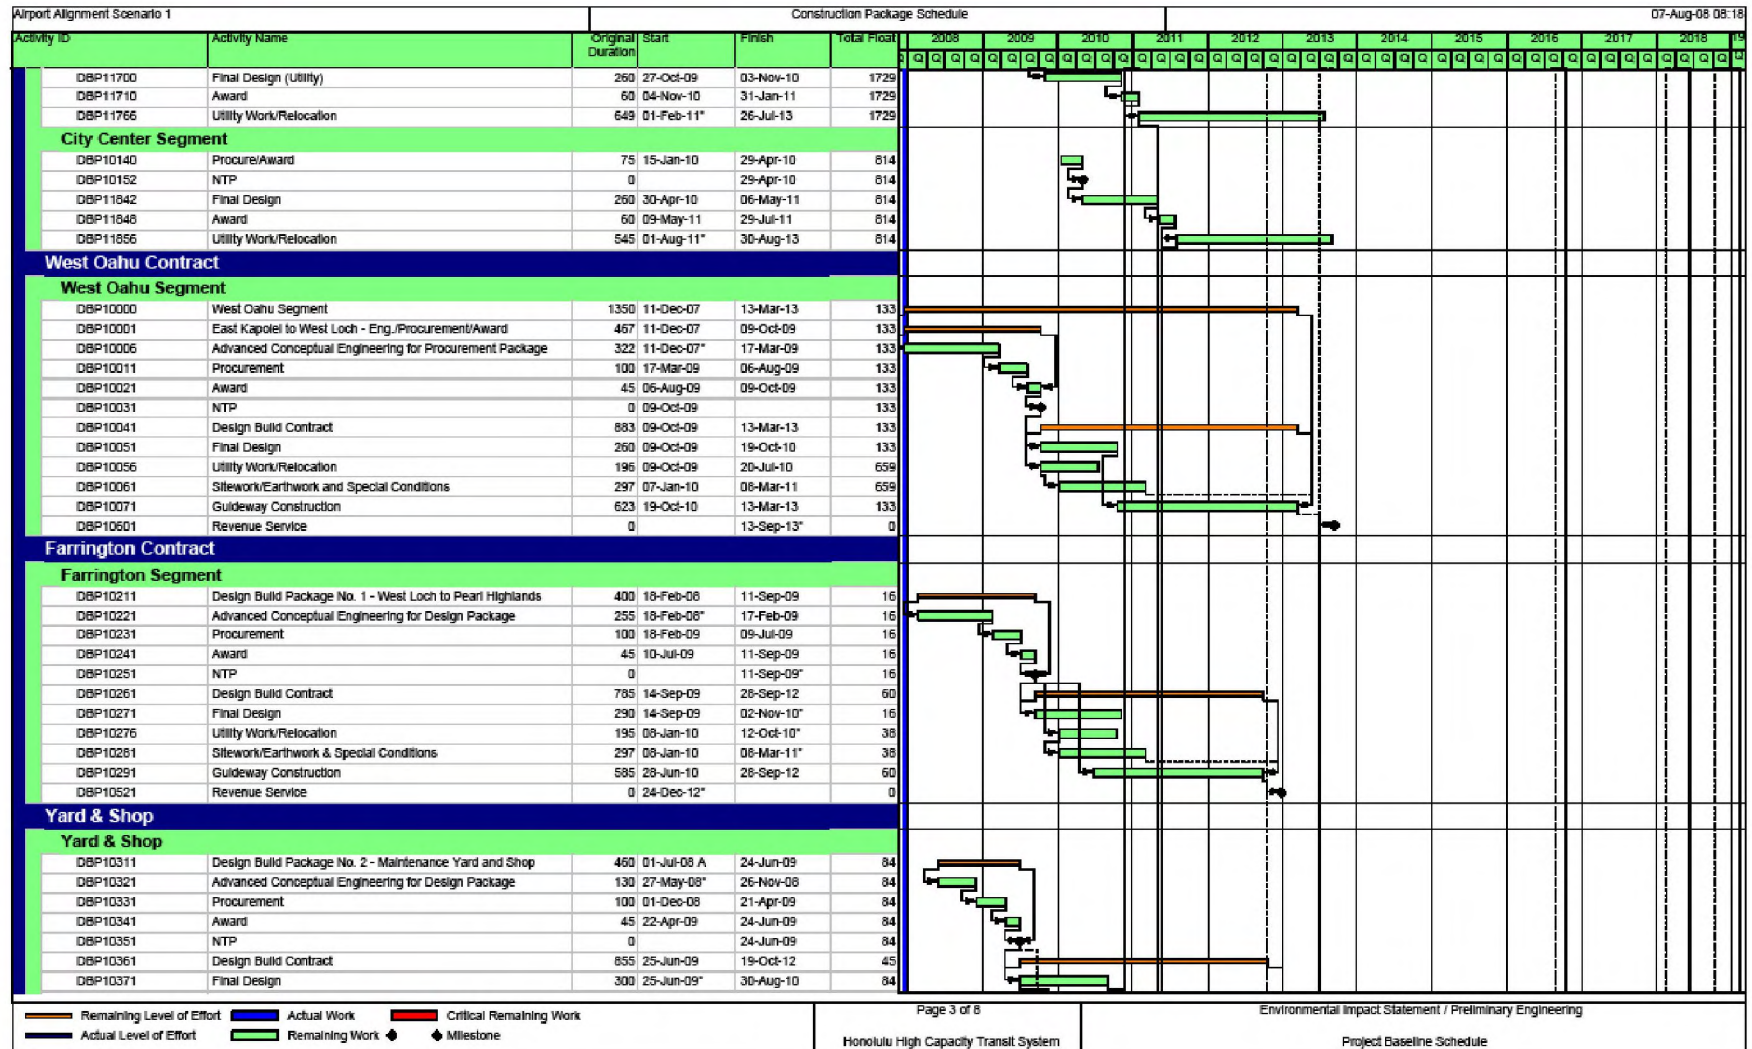 Airport Alignment Scenario 1 Construction Package Schedule 07-Aug-08 08:18
Activity ID Activity Name Original Duration Start Finish Total Float 2008 2009 2010 2011 2012 2013 2014 2015 2016 2017 2018 19
Q Q Q Q Q Q Q Q Q Q Q Q Q Q Q Q Q Q Q Q Q Q Q Q Q Q Q Q Q Q Q Q Q Q Q Q Q Q Q Q Q Q Q Q Q
DBP11700 Final Design (Utility) 260 27-Oct-09 03-Nov-10 1729
DBP11710 Award 60 04-Nov-10 31-Jan-11 1729
DBP11766 Utility Work/Relocation 649 01-Feb-11* 26-Jul-13 1729
City Center Segment
DBP10140 Procure/Award 75 15-Jan-10 29-Apr-10 814
DBP10152 NTP 0 29-Apr-10 814
DBP11842 Final Design 260 30-Apr-10 06-May-11 814
DBP11848 Award 60 09-May-11 29-Jul-11 814
DBP11856 Utility Work/Relocation 545 01-Aug-11* 30-Aug-13 814
West Oahu Contract
West Oahu Segment
DBP10000 West Oahu Segment 1350 11-Dec-07 13-Mar-13 133
DBP10001 East Kapolei to West Loch - Eng./Procurement/Award 467 11-Dec-07 09-Oct-09 133
DBP10006 Advanced Conceptual Engineering for Procurement Package 322 11-Dec-07* 17-Mar-09 133
DBP10011 Procurement 100 17-Mar-09 06-Aug-09 133
DBP10021 Award 45 06-Aug-09 09-Oct-09 133
DBP10031 NTP 0 09-Oct-09 133
DBP10041 Design Build Contract 883 09-Oct-09 13-Mar-13 133
DBP10051 Final Design 260 09-Oct-09 19-Oct-10 133
DBP10056 Utility Work/Relocation 196 09-Oct-09 20-Jul-10 659
DBP10061 Sitework/Earthwork and Special Conditions 297 07-Jan-10 08-Mar-11 659
DBP10071 Guideway Construction 623 19-Oct-10 13-Mar-13 133
DBP10601 Revenue Service 0 13-Sep-13* 0
Farrington Contract
Farrington Segment
DBP10211 Design Build Package No. 1 - West Loch to Pearl Highlands 400 18-Feb-08 11-Sep-09 16
DBP10221 Advanced Conceptual Engineering for Design Package 255 18-Feb-08* 17-Feb-09 16
DBP10231 Procurement 100 18-Feb-09 09-Jul-09 16
DBP10241 Award 45 10-Jul-09 11-Sep-09 16
DBP10251 NTP 0 11-Sep-09* 16
DBP10261 Design Build Contract 785 14-Sep-09 28-Sep-12 60
DBP10271 Final Design 290 14-Sep-09 02-Nov-10* 16
DBP10276 Utility Work/Relocation 195 08-Jan-10 12-Oct-10* 38
DBP10281 Sitework/Earthwork & Special Conditions 297 08-Jan-10 08-Mar-11* 38
DBP10291 Guideway Construction 585 28-Jun-10 28-Sep-12 60
DBP10521 Revenue Service 0 24-Dec-12* 0
Yard & Shop
Yard & Shop
DBP10311 Design Build Package No. 2 - Maintenance Yard and Shop 460 01-Jul-08 A 24-Jun-09 84
DBP10321 Advanced Conceptual Engineering for Design Package 130 27-May-08* 26-Nov-08 84
DBP10331 Procurement 100 01-Dec-08 21-Apr-09 84
DBP10341 Award 45 22-Apr-09 24-Jun-09 84
DBP10351 NTP 0 24-Jun-09 84
DBP10361 Design Build Contract 855 25-Jun-09 19-Oct-12 45
DBP10371 Final Design 300 25-Jun-09* 30-Aug-10 84
Remaining Level of Effort Actual Work Critical Remaining Work
Actual Level of Effort Remaining Work Milestone
Page 3 of 8
Honolulu High Capacity Transit System
Environmental Impact Statement / Preliminary Engineering
Project Baseline Schedule